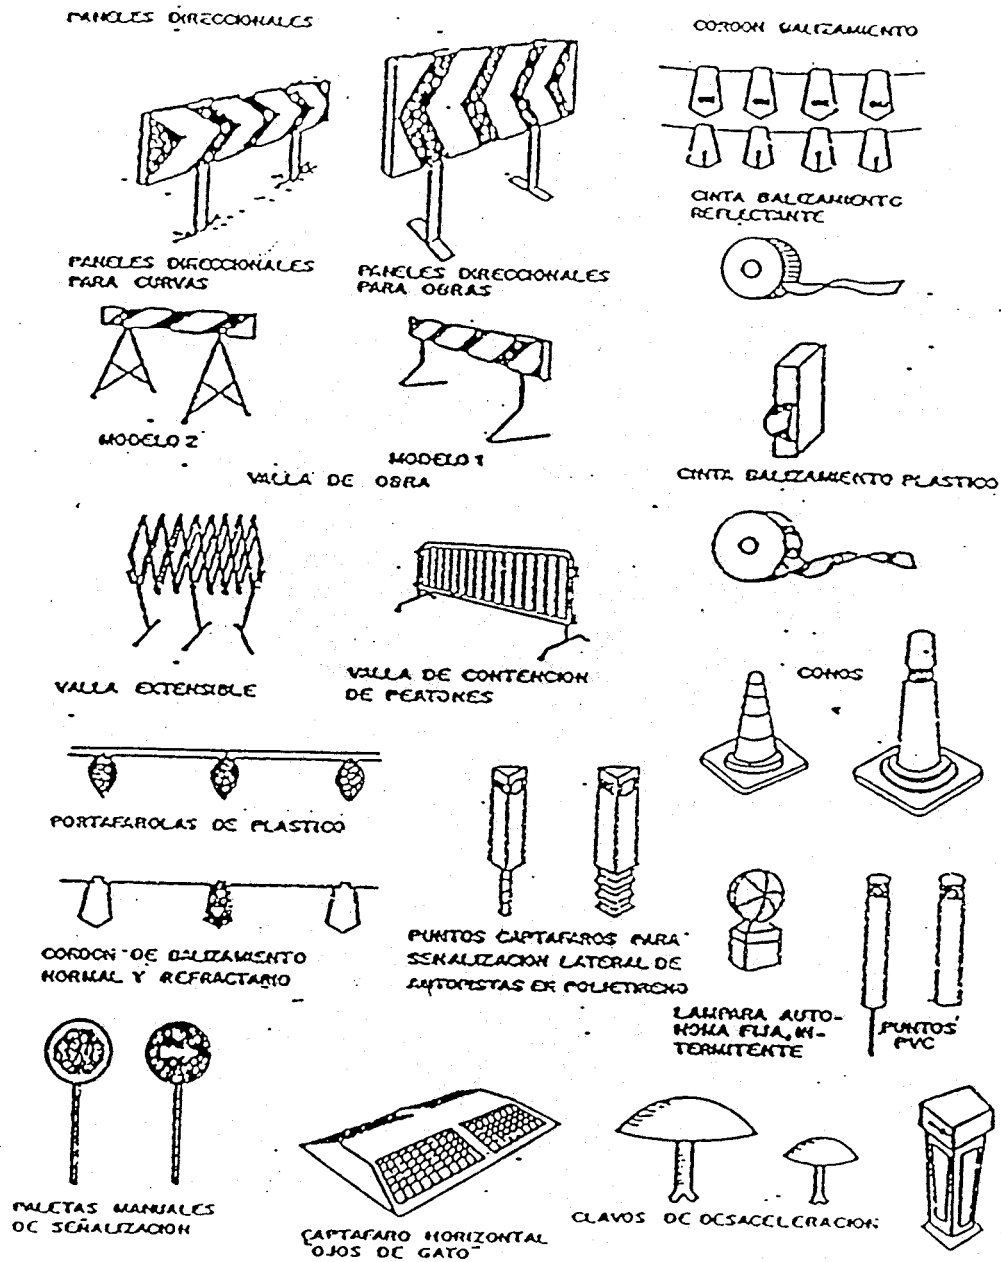 PANELES DIRECCIONALES
CORDON BALIZAMIENTO
CINTA BALIZAMIENTO
REFLECTANTE
PANELES DIRECCIONALES
PARA CURVAS
PANELES DIRECCIONALES
PARA OBRAS
MODELO 2
MODELO 1
VALLA DE OBRA
CINTA BALIZAMIENTO PLASTICO
VALLA EXTENSIBLE
VALLA DE CONTENCION
DE PEATONES
CONOS
PORTAFAROLAS DE PLASTICO
CORDON DE BALIZAMIENTO
NORMAL Y REFRACTARIO
PUNTOS CAPTAFAROS PARA
SEÑALIZACION LATERAL DE
AUTOPISTAS EN POLIETILENO
LAMPARA AUTO-
NOMA FIJA, IN-
TERMITENTE
PUNTOS
PVC
PALETAS MANUALES
DE SEÑALIZACION
CAPTAFARO HORIZONTAL
"OJOS DE GATO"
CLAVOS DE DESACELERACION